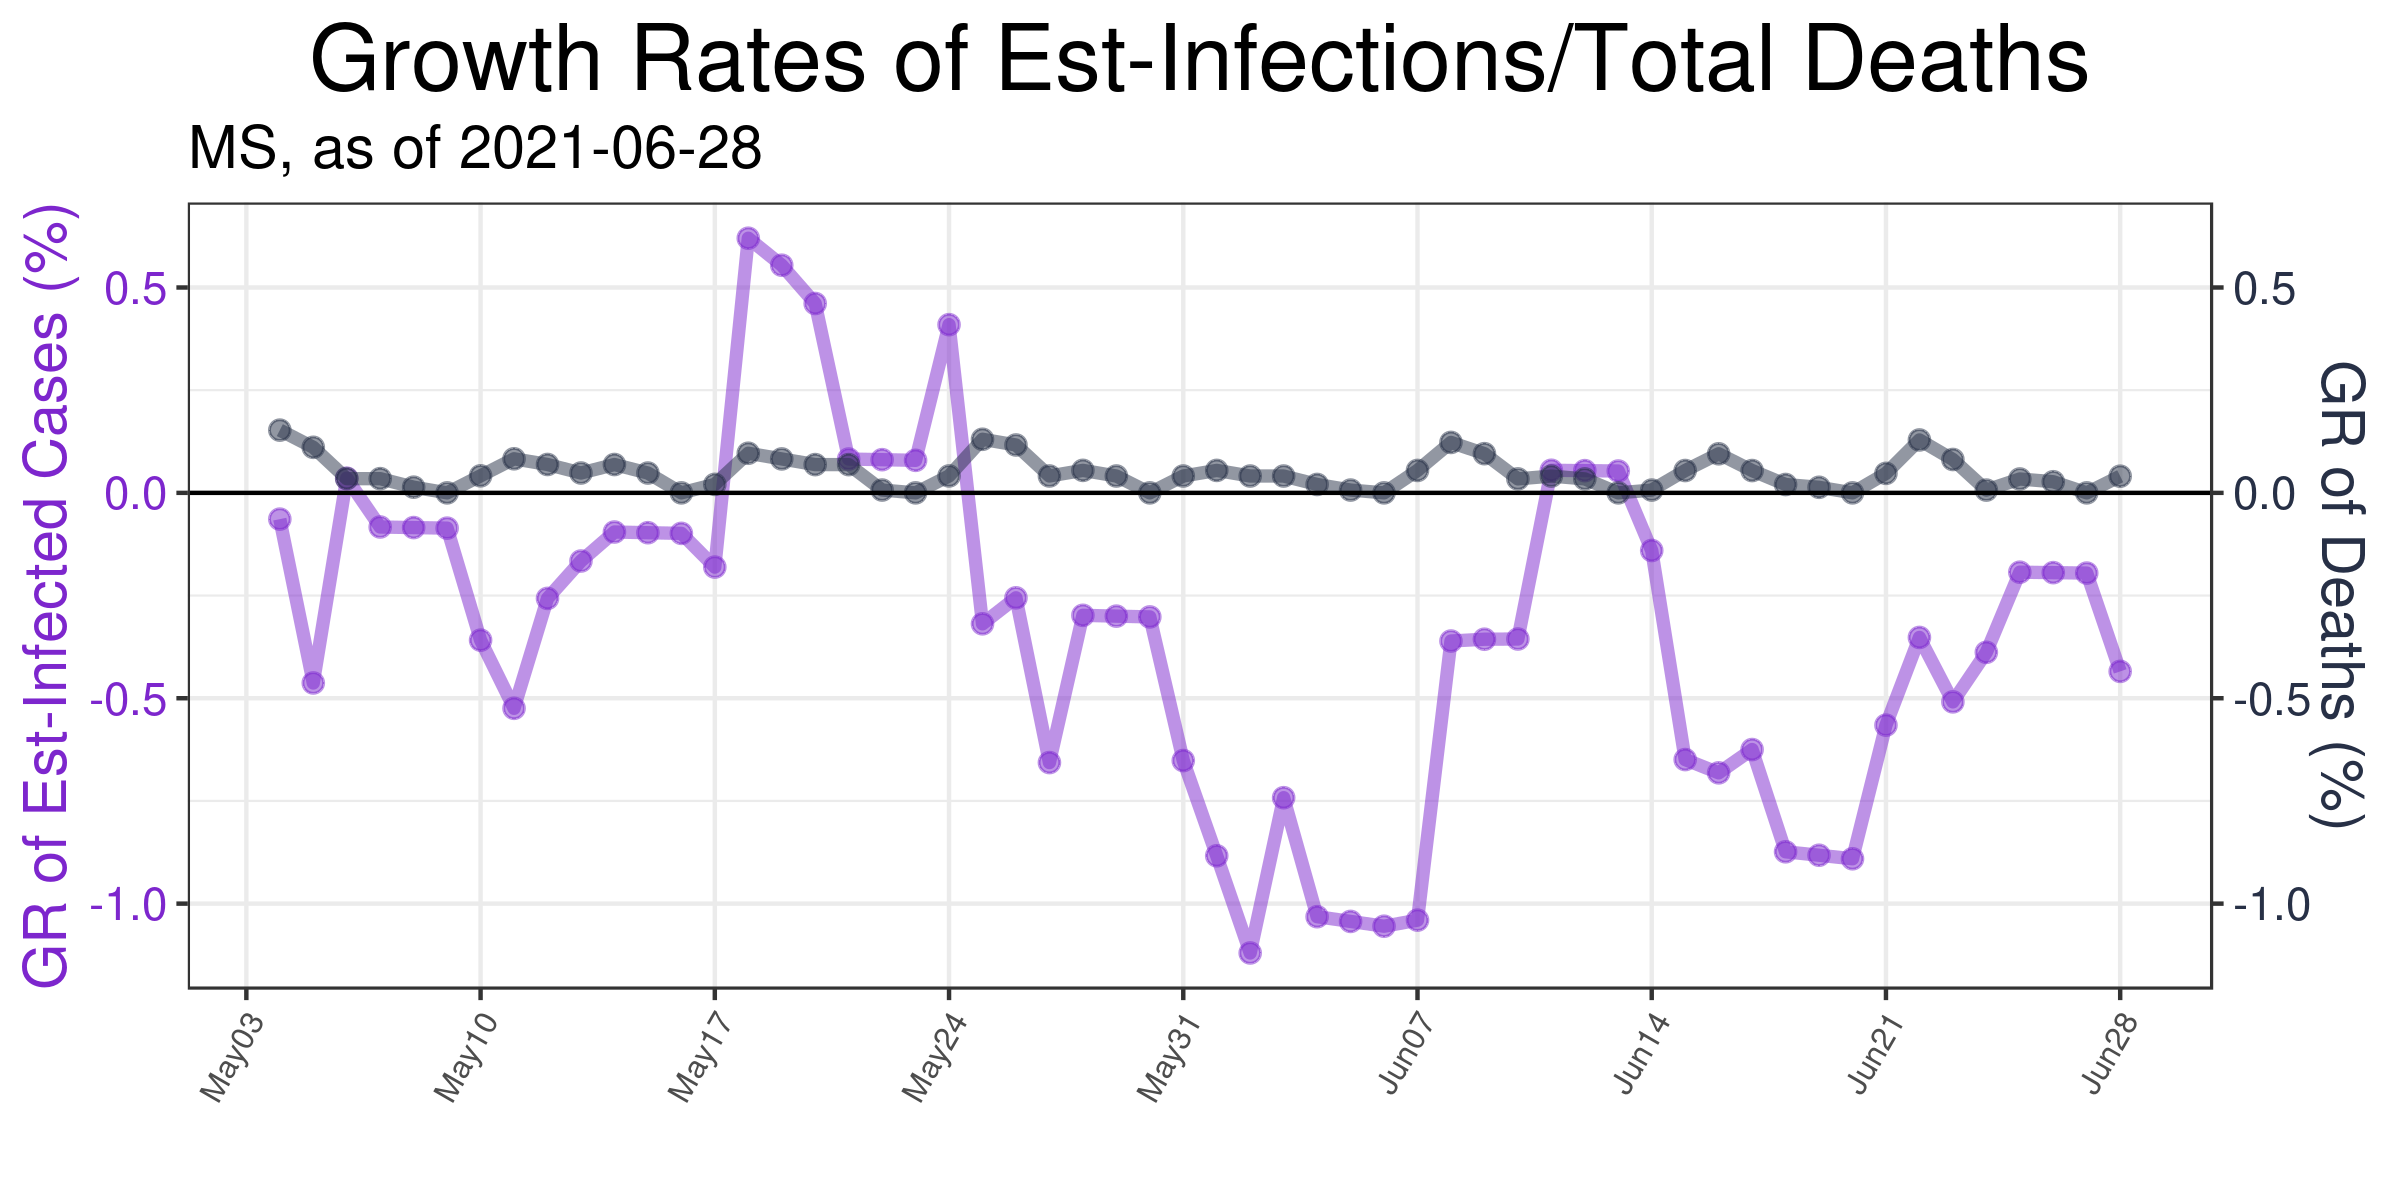 Growth Rates of Est-Infections/Total Deaths
MS, as of 2021-06-28
GR of Est-Infected Cases (%)
0.5
0.0
-0.5
-1.0
0.5
0.0
-0.5
-1.0
GR of Deaths (%)
May03
May10
May17
May24
May31
Jun07
Jun14
Jun21
Jun28